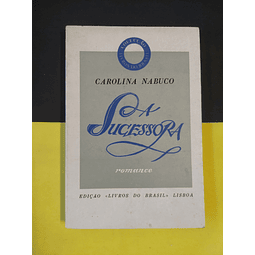 CAROLINA NABUCO
A
SUCESSORA
romance
EDIÇÃO «LIVROS DO BRASIL» LISBOA